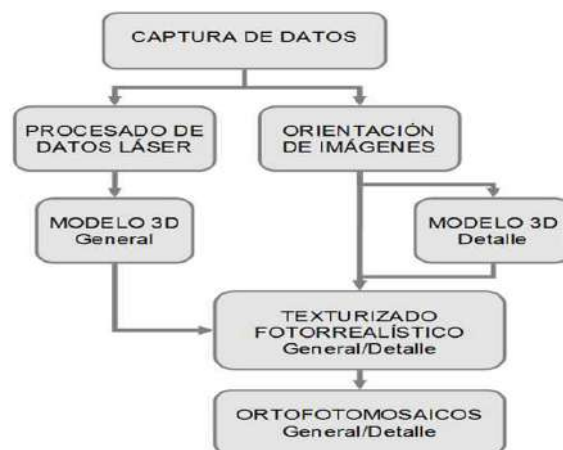 CAPTURA DE DATOS
PROCESADO DE
DATOS LÁSER
ORIENTACIÓN
DE IMÁGENES
MODELO 3D
General
MODELO 3D
Detalle
TEXTURIZADO
FOTORREALÍSTICO
General/Detalle
ORTOFOTOMOSAICOS
General/Detalle